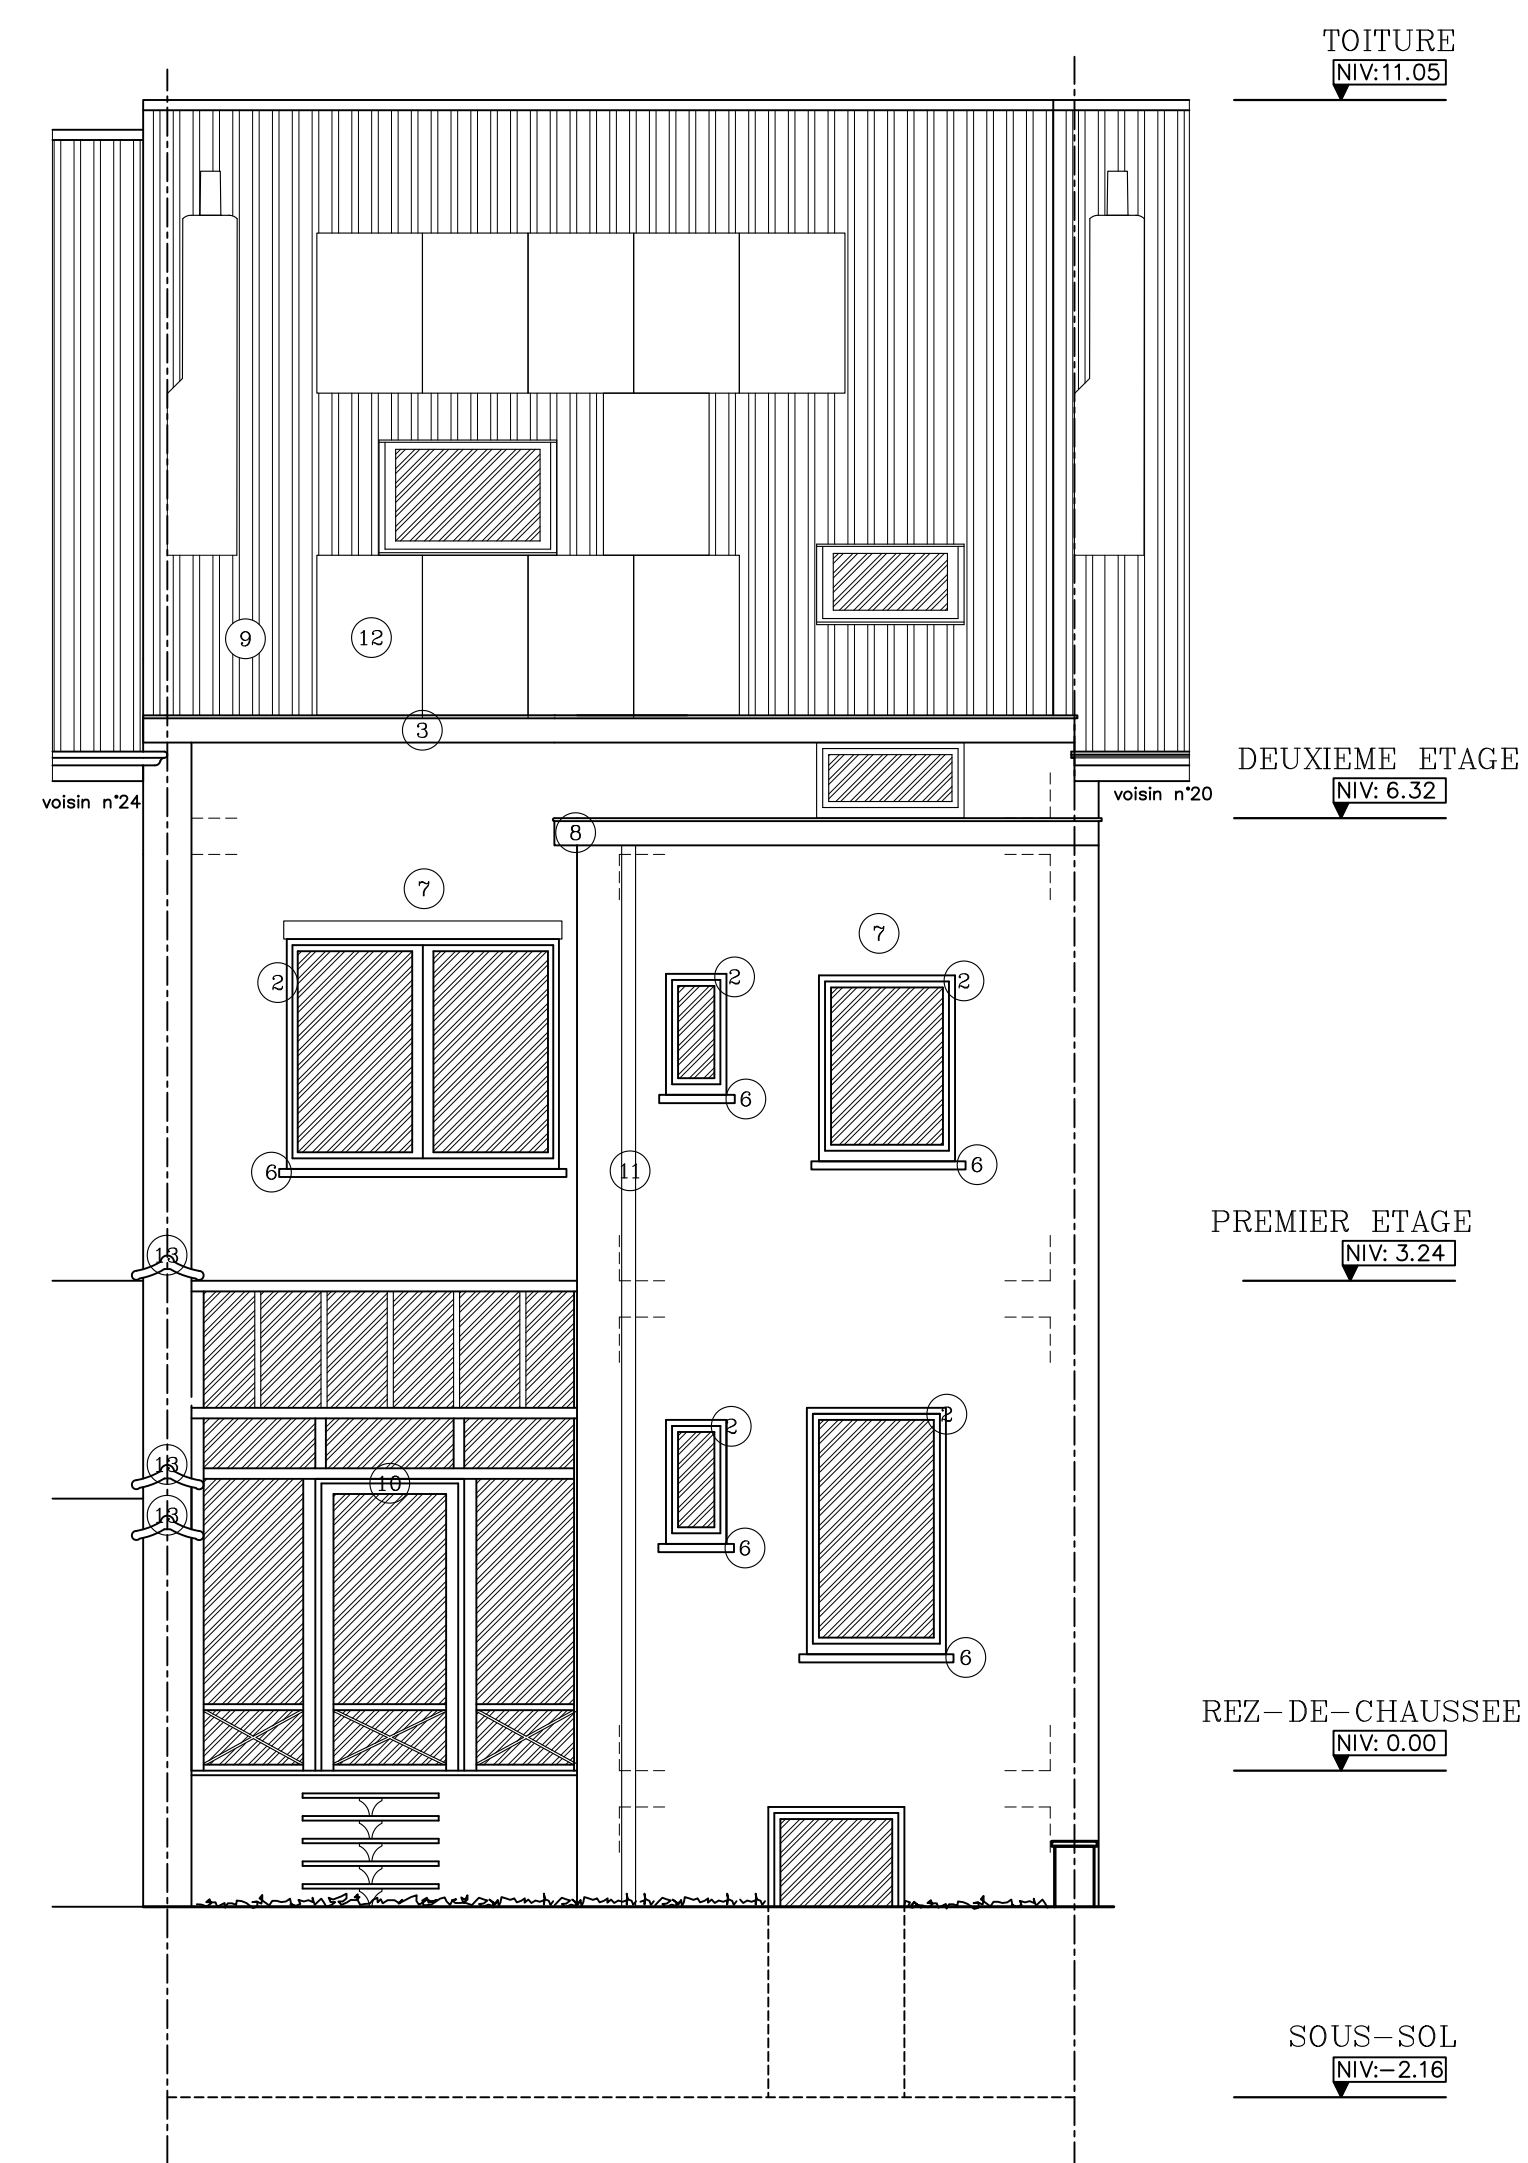 TOITURE
NIV:11.05
9
12
3
DEUXIEME ETAGE
NIV: 6.32
voisin n°24
voisin n°20
8
7
7
2
2
2
6
6
6
11
PREMIER ETAGE
NIV: 3.24
13
2
2
13
10
13
6
6
REZ-DE-CHAUSSEE
NIV: 0.00
SOUS-SOL
NIV:-2.16